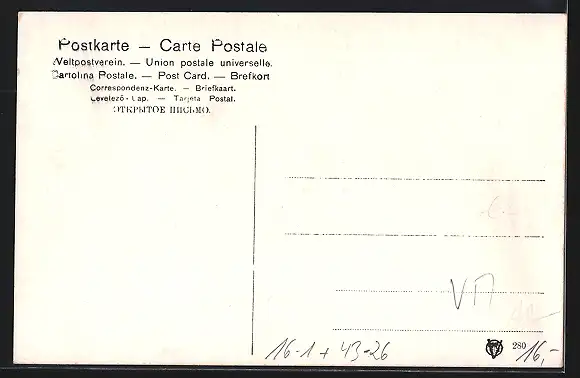 Postkarte — Carte Postale
Weltpostverein. — Union postale universelle.
Cartolina Postale. — Post Card. — Brefkort
Correspondenz-Karte. — Briefkaart.
Levelező-Lap. — Tarjeta Postal.
ОТКРЫТОЕ ПИСЬМО.
16-1 + 43-26
280
16,-